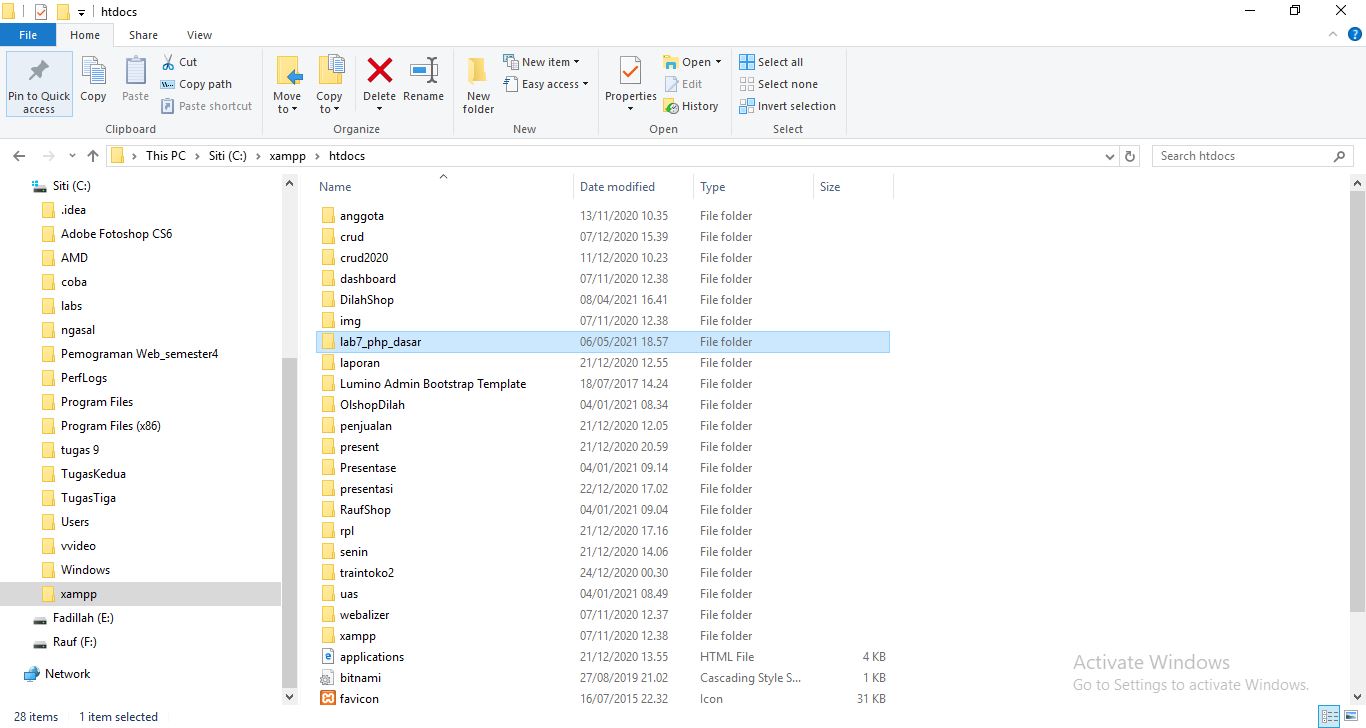 htdocs
File Home Share View
Pin to Quick access
Copy
Paste
Cut
Copy path
Paste shortcut
Clipboard
Move to
Copy to
Delete
Rename
Organize
New folder
New item
Easy access
New
Properties
Open
Edit
History
Open
Select all
Select none
Invert selection
Select
This PC Siti (C:) xampp htdocs
Search htdocs
Siti (C:)
.idea
Adobe Fotoshop CS6
AMD
coba
labs
ngasal
Pemograman Web_semester4
PerfLogs
Program Files
Program Files (x86)
tugas 9
TugasKedua
TugasTiga
Users
vvideo
Windows
xampp
Fadillah (E:)
Rauf (F:)
Network
Name Date modified Type Size
anggota 13/11/2020 10.35 File folder
crud 07/12/2020 15.39 File folder
crud2020 11/12/2020 10.23 File folder
dashboard 07/11/2020 12.38 File folder
DilahShop 08/04/2021 16.41 File folder
img 07/11/2020 12.38 File folder
lab7_php_dasar 06/05/2021 18.57 File folder
laporan 21/12/2020 12.55 File folder
Lumino Admin Bootstrap Template 18/07/2017 14.24 File folder
OlshopDilah 04/01/2021 08.34 File folder
penjualan 21/12/2020 12.05 File folder
present 21/12/2020 20.59 File folder
Presentase 04/01/2021 09.14 File folder
presentasi 22/12/2020 17.02 File folder
RaufShop 04/01/2021 09.04 File folder
rpl 21/12/2020 17.16 File folder
senin 21/12/2020 14.06 File folder
traintoko2 24/12/2020 00.30 File folder
uas 04/01/2021 08.49 File folder
webalizer 07/11/2020 12.37 File folder
xampp 07/11/2020 12.38 File folder
applications 21/12/2020 13.55 HTML File 4 KB
bitnami 27/08/2019 21.02 Cascading Style S... 1 KB
favicon 16/07/2015 22.32 Icon 31 KB
Activate Windows
Go to Settings to activate Windows.
28 items 1 item selected